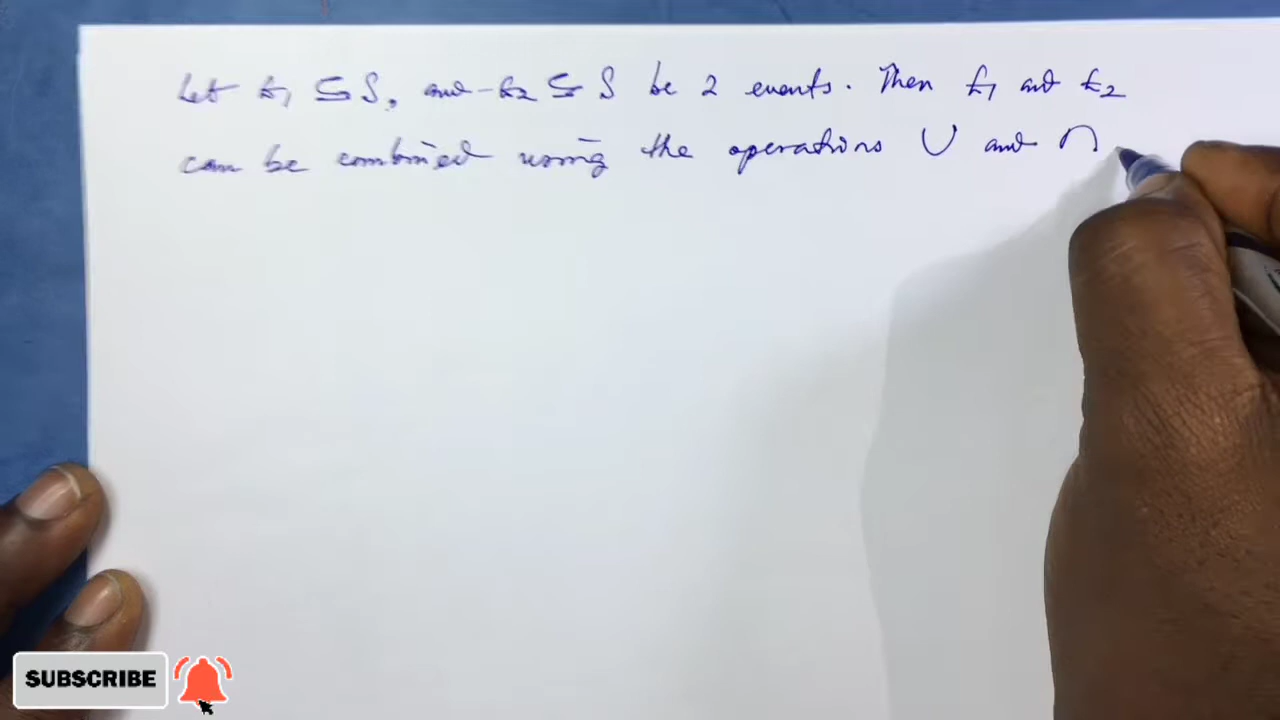 Let E₁ ⊆ S, and E₂ ⊆ S be 2 events. Then E₁ and E₂
can be combined using the operations ∪ and ∩
SUBSCRIBE